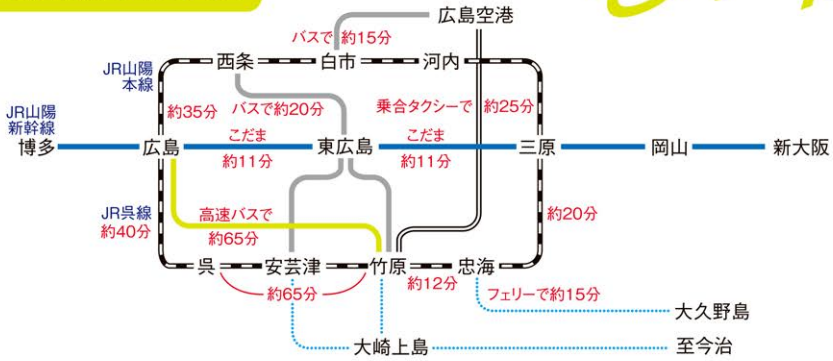 広島空港
バスで 約15分
JR山陽
本線
西条
白市
河内
約35分
バスで約20分
乗合タクシーで 約25分
JR山陽
新幹線
博多
広島
こだま
約11分
東広島
こだま
約11分
三原
岡山
新大阪
JR呉線
約40分
高速バスで
約65分
約20分
呉
安芸津
竹原
忠海
約65分
約12分
フェリーで約15分
大久野島
大崎上島
至今治